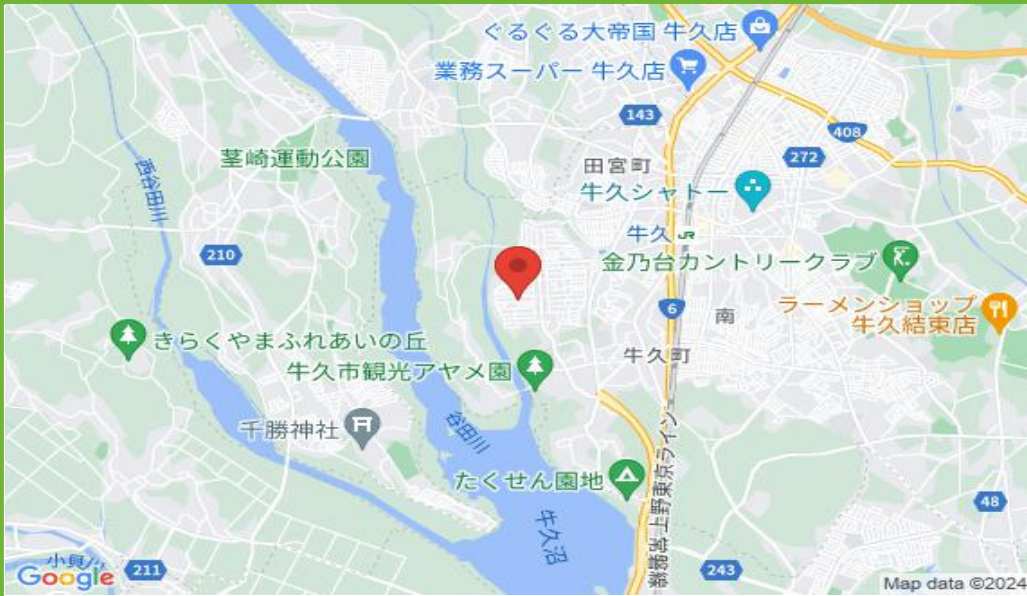 ぐるぐる大帝国 牛久店
業務スーパー 牛久店
143
408
茎崎運動公園
田宮町
272
西谷田川
牛久シャトー
牛久
JR
210
金乃台カントリークラブ
6
南
ラーメンショップ
牛久結束店
きらくやまふれあいの丘
牛久町
牛久市観光アヤメ園
千勝神社
谷田川
たくせん園地
上野東京ライン
48
牛久沼
小貝川
Google
211
243
Map data ©2024